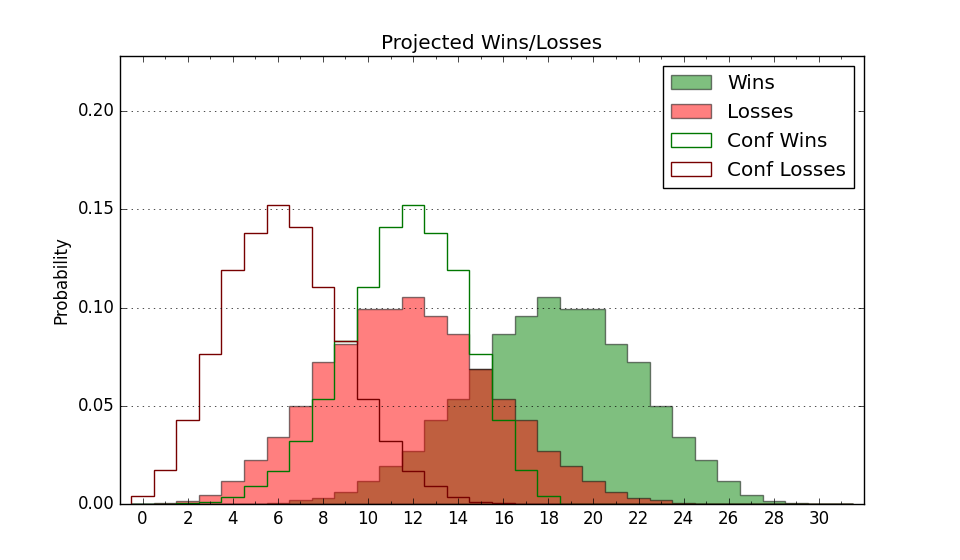 Projected Wins/Losses
Wins
Losses
Conf Wins
Conf Losses
Probability
0.20
0.15
0.10
0.05
0.00
0 2 4 6 8 10 12 14 16 18 20 22 24 26 28 30